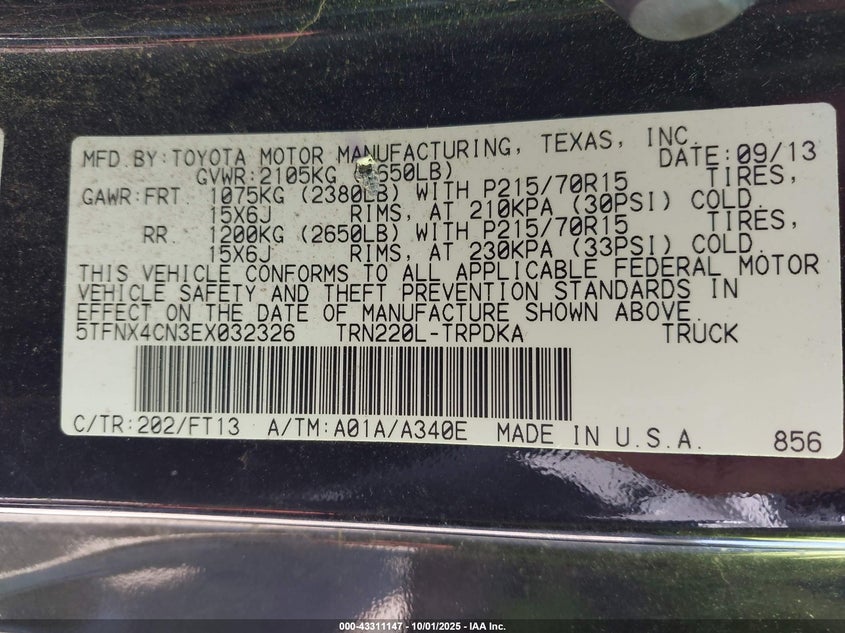 MFD.BY:TOYOTA MOTOR MANUFACTURING, TEXAS, INC.
GVWR:2105KG 650LB) DATE:09/13
GAWR:FRT 1075KG (2380LB) WITH P215/70R15 TIRES,
15X6J RIMS, AT 210KPA (30PSI) COLD.
RR 1200KG (2650LB) WITH P215/70R15 TIRES,
15X6J RIMS, AT 230KPA (33PSI) COLD.
THIS VEHICLE CONFORMS TO ALL APPLICABLE FEDERAL MOTOR
VEHICLE SAFETY AND THEFT PREVENTION STANDARDS IN
EFFECT ON THE DATE OF MANUFACTURE SHOWN ABOVE.
5TFNX4CN3EX032326 TRN220L-TRPDKA TRUCK
C/TR:202/FT13 A/TM:A01A/A340E MADE IN U.S.A. 856
000-43311147 - 10/01/2025 - IAA Inc.